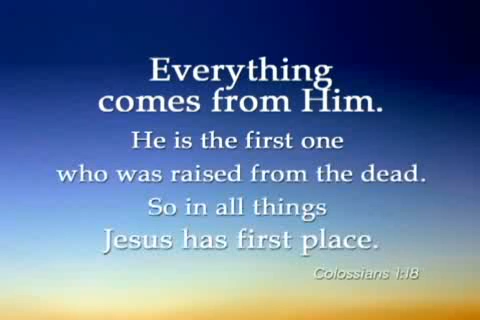 Everything
comes from Him.
He is the first one
who was raised from the dead.
So in all things
Jesus has first place.
Colossians 1:18